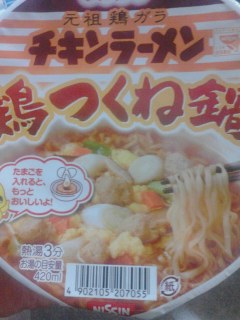 元祖鶏ガラ
チキンラーメン
鶏つくね鍋
たまごを
入れると、
もっと
おいしいよ!
熱湯3分
お湯の目安量
420ml
紙
4 902105 207055
NISSIN